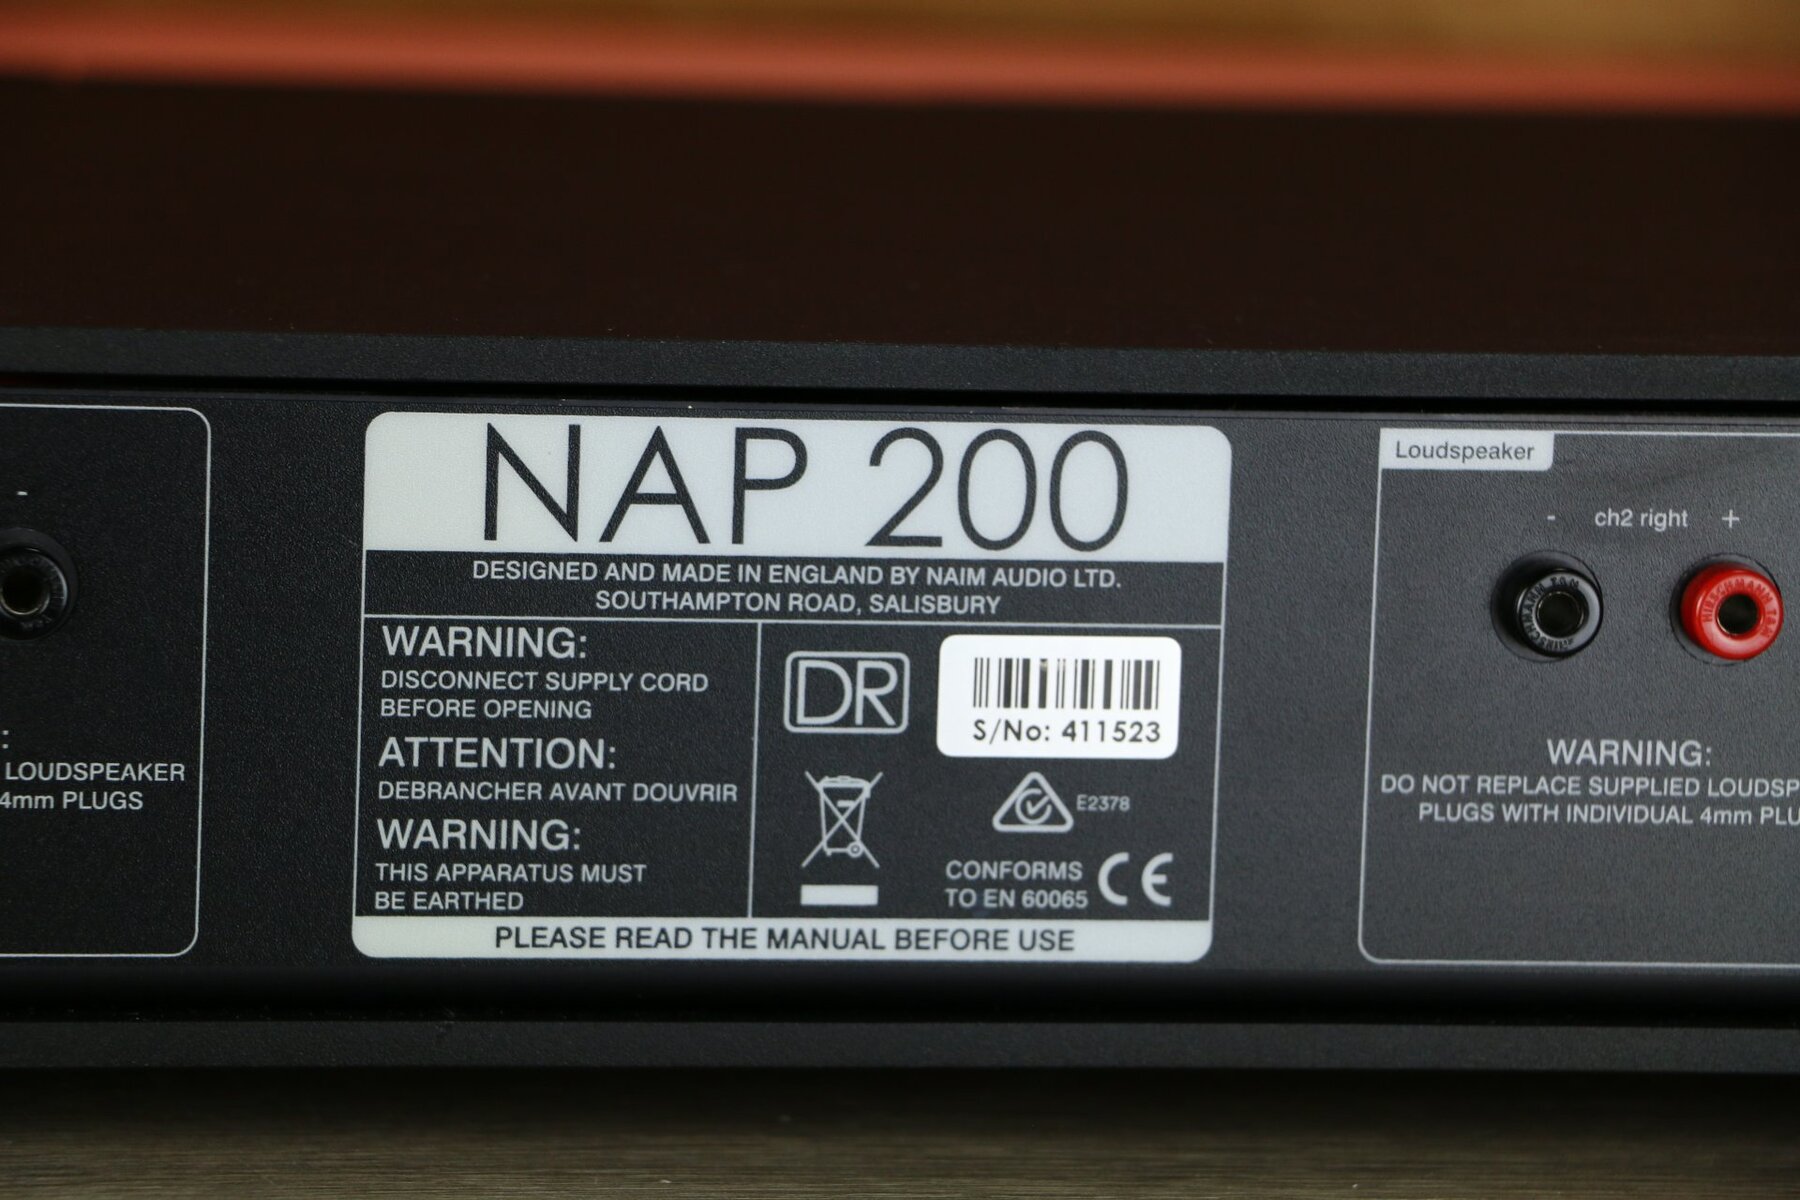 NAP 200
DESIGNED AND MADE IN ENGLAND BY NAIM AUDIO LTD.
SOUTHAMPTON ROAD, SALISBURY
WARNING:
DISCONNECT SUPPLY CORD
BEFORE OPENING
ATTENTION:
DEBRANCHER AVANT DOUVRIR
WARNING:
THIS APPARATUS MUST
BE EARTHED
DR
S/No: 411523
E2378
CONFORMS
TO EN 60065
CE
PLEASE READ THE MANUAL BEFORE USE
-
:
LOUDSPEAKER
4mm PLUGS
Loudspeaker
- ch2 right +
HIRSCHMANN
HIRSCHMANN T&M
WARNING:
DO NOT REPLACE SUPPLIED LOUDSP
PLUGS WITH INDIVIDUAL 4mm PLU